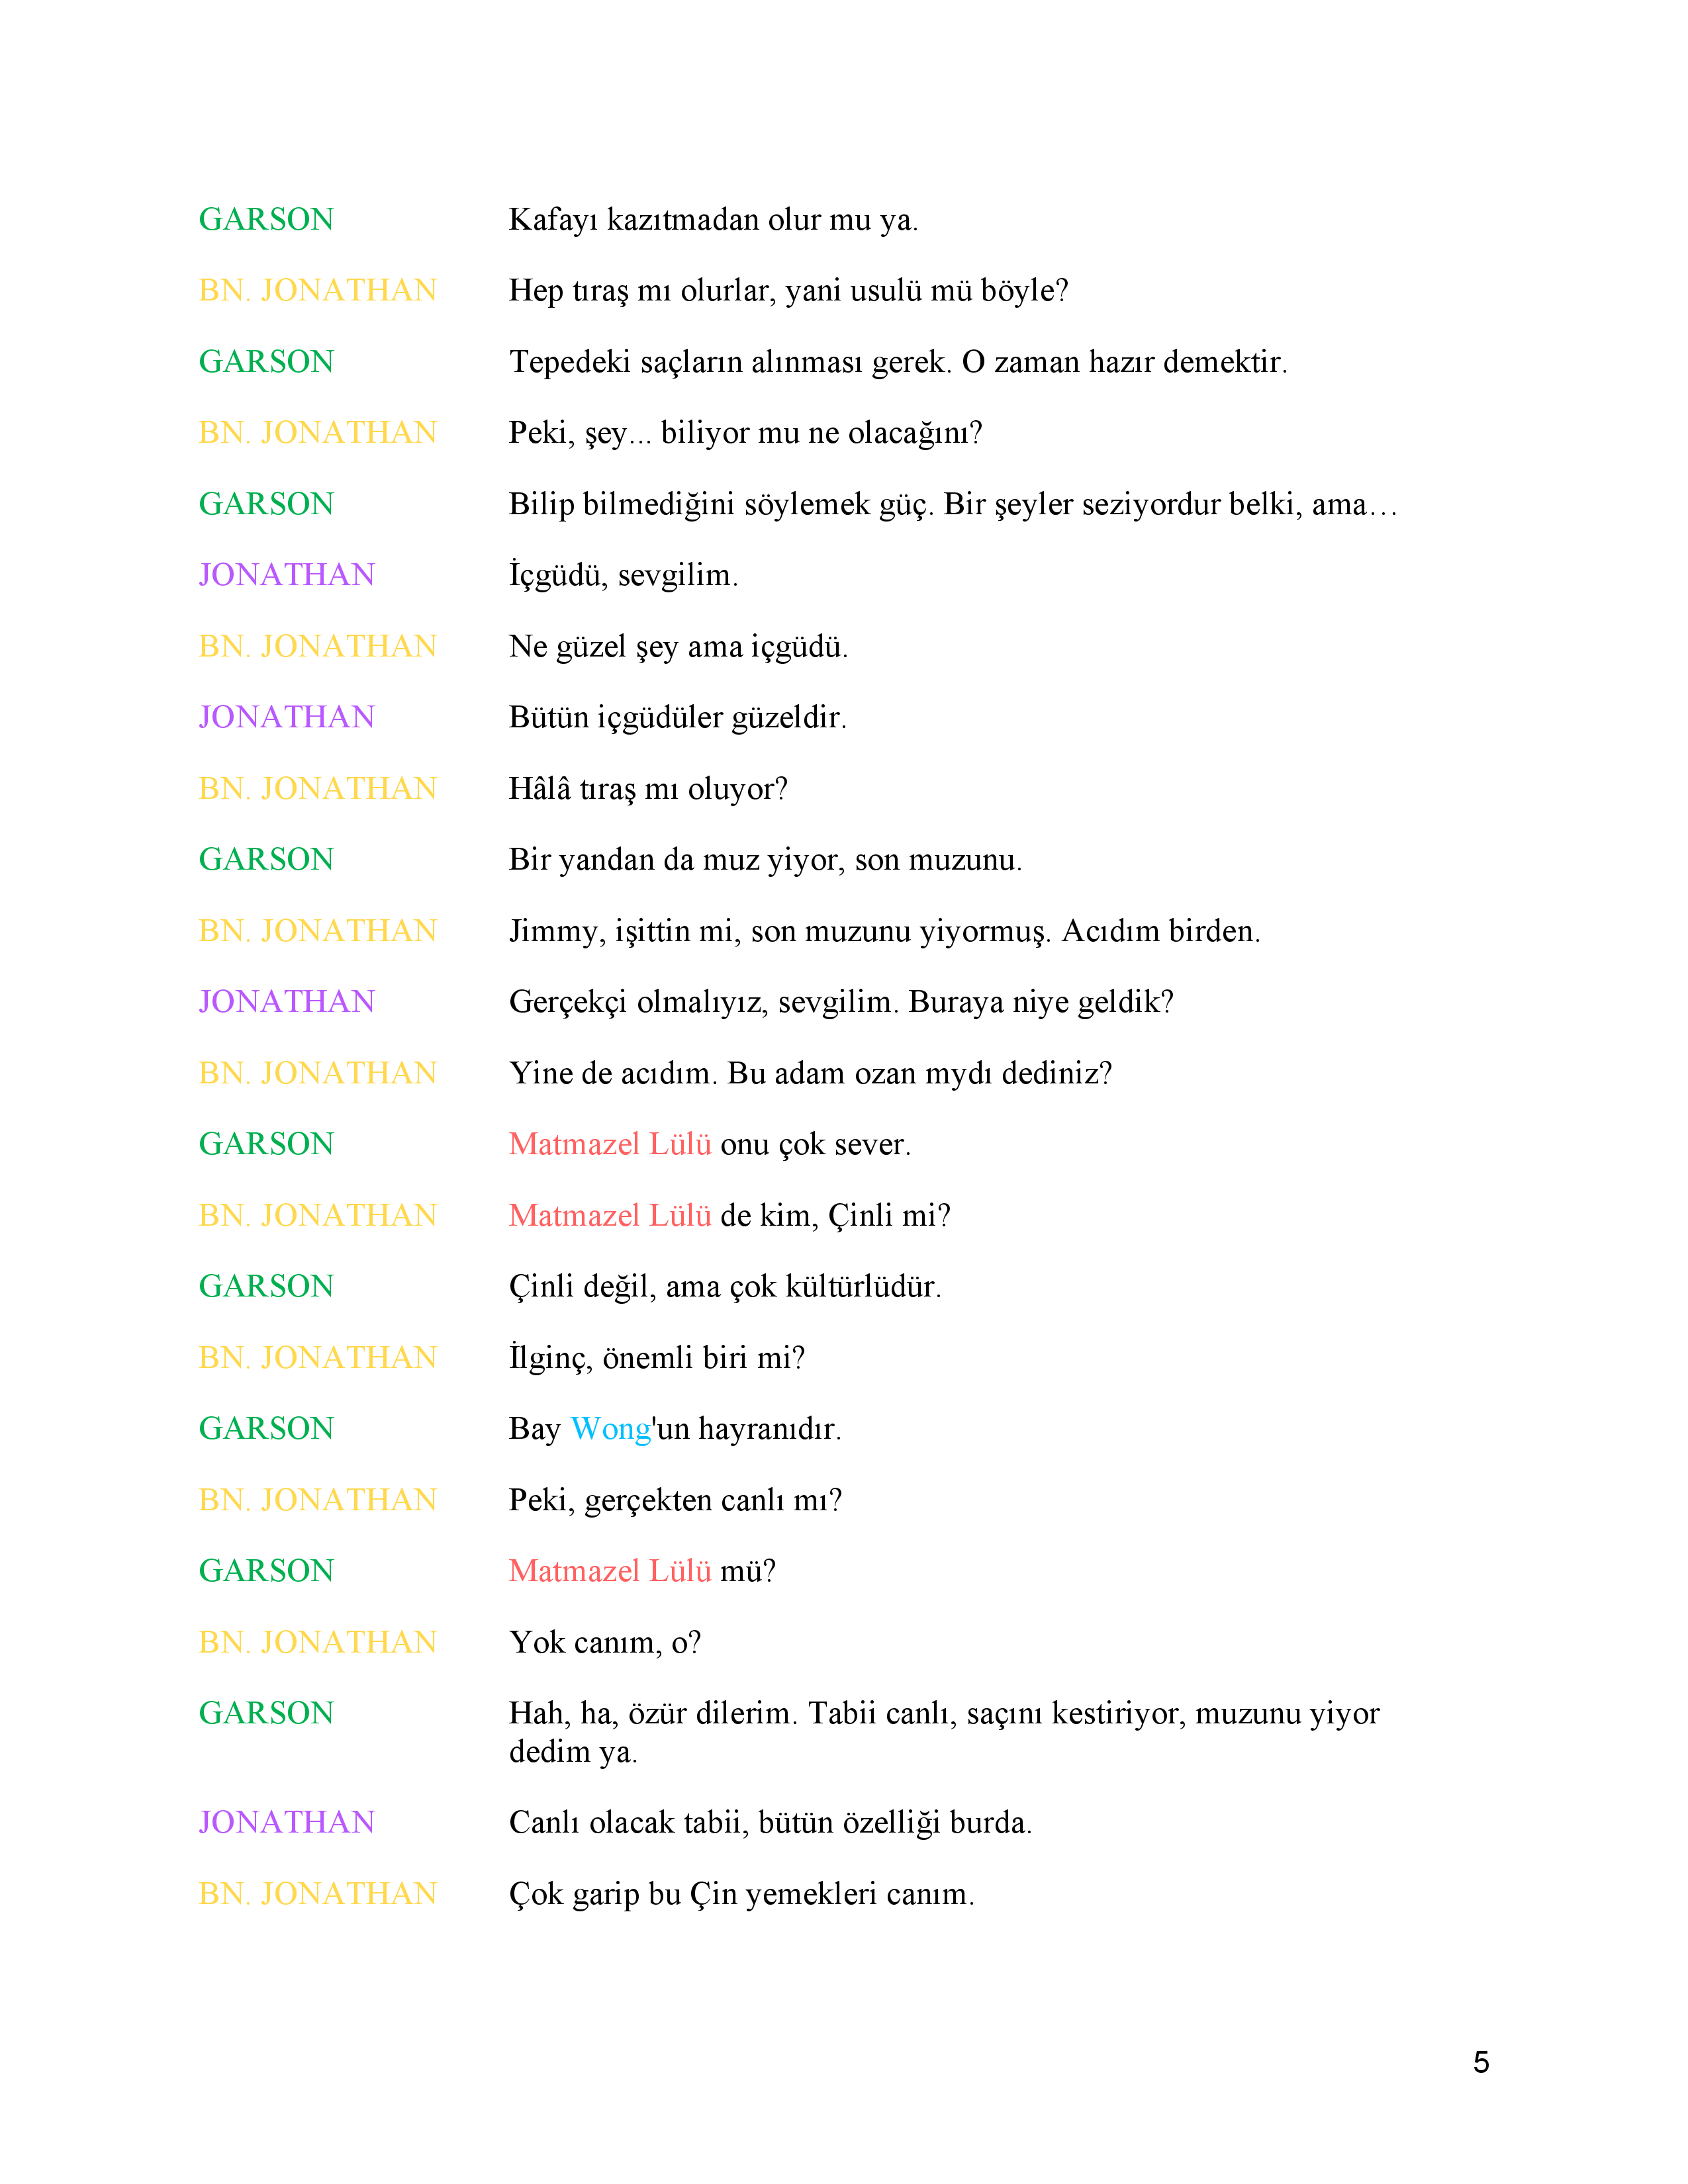 GARSON Kafayı kazıtmadan olur mu ya.
BN. JONATHAN Hep tıraş mı olurlar, yani usulü mü böyle?
GARSON Tepedeki saçların alınması gerek. O zaman hazır demektir.
BN. JONATHAN Peki, şey... biliyor mu ne olacağını?
GARSON Bilip bilmediğini söylemek güç. Bir şeyler seziyordur belki, ama…
JONATHAN İçgüdü, sevgilim.
BN. JONATHAN Ne güzel şey ama içgüdü.
JONATHAN Bütün içgüdüler güzeldir.
BN. JONATHAN Hâlâ tıraş mı oluyor?
GARSON Bir yandan da muz yiyor, son muzunu.
BN. JONATHAN Jimmy, işittin mi, son muzunu yiyormuş. Acıdım birden.
JONATHAN Gerçekçi olmalıyız, sevgilim. Buraya niye geldik?
BN. JONATHAN Yine de acıdım. Bu adam ozan mydı dediniz?
GARSON Matmazel Lülü onu çok sever.
BN. JONATHAN Matmazel Lülü de kim, Çinli mi?
GARSON Çinli değil, ama çok kültürlüdür.
BN. JONATHAN İlginç, önemli biri mi?
GARSON Bay Wong'un hayranıdır.
BN. JONATHAN Peki, gerçekten canlı mı?
GARSON Matmazel Lülü mü?
BN. JONATHAN Yok canım, o?
GARSON Hah, ha, özür dilerim. Tabii canlı, saçını kestiriyor, muzunu yiyor
dedim ya.
JONATHAN Canlı olacak tabii, bütün özelliği burda.
BN. JONATHAN Çok garip bu Çin yemekleri canım.
5